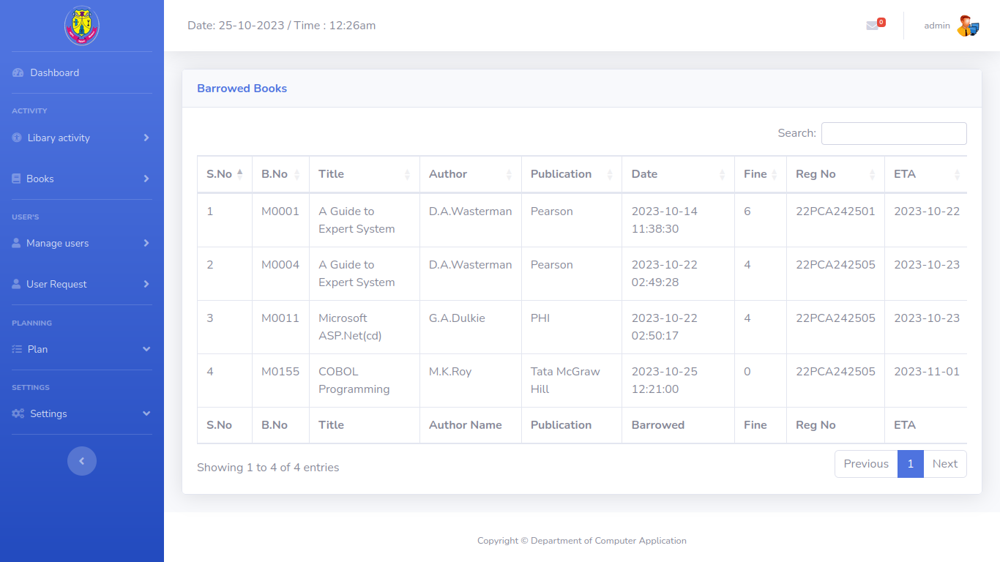 Date: 25-10-2023 / Time : 12:26am
0
admin
Dashboard
ACTIVITY
Libary activity
Books
USER'S
Manage users
User Request
PLANNING
Plan
SETTINGS
Settings
Barrowed Books
Search:
S.No B.No Title Author Publication Date Fine Reg No ETA
1 M0001 A Guide to Expert System D.A.Wasterman Pearson 2023-10-14 11:38:30 6 22PCA242501 2023-10-22
2 M0004 A Guide to Expert System D.A.Wasterman Pearson 2023-10-22 02:49:28 4 22PCA242505 2023-10-23
3 M0011 Microsoft ASP.Net(cd) G.A.Dulkie PHI 2023-10-22 02:50:17 4 22PCA242505 2023-10-23
4 M0155 COBOL Programming M.K.Roy Tata McGraw Hill 2023-10-25 12:21:00 0 22PCA242505 2023-11-01
S.No B.No Title Author Name Publication Barrowed Fine Reg No ETA
Showing 1 to 4 of 4 entries
Previous 1 Next
Copyright © Department of Computer Application